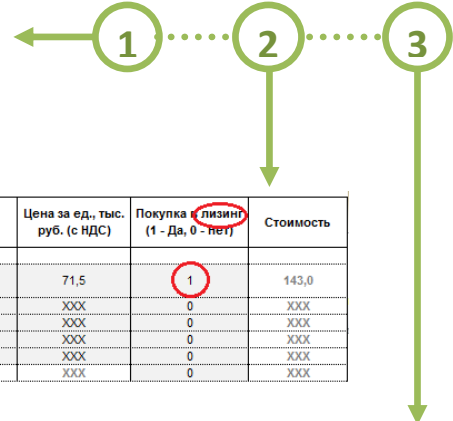 1 2 3
Цена за ед., тыс. руб. (с НДС) Покупка в лизинг (1 - Да, 0 - Нет) Стоимость
71,5 1 143,0
XXX 0 XXX
XXX 0 XXX
XXX 0 XXX
XXX 0 XXX
XXX 0 XXX